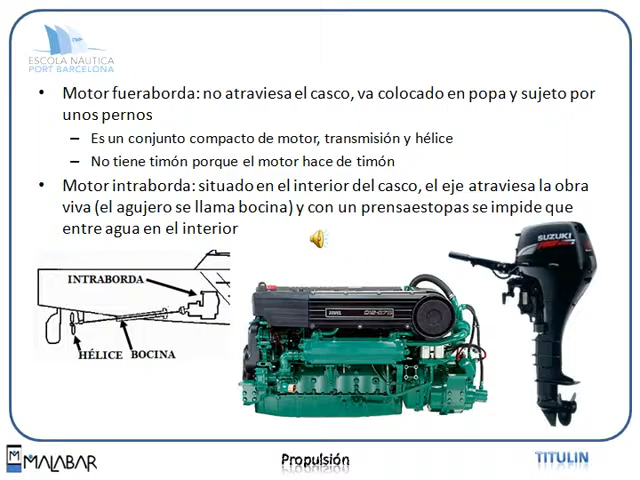 ESCOLA NÀUTICA
PORT BARCELONA
• Motor fueraborda: no atraviesa el casco, va colocado en popa y sujeto por
unos pernos
– Es un conjunto compacto de motor, transmisión y hélice
– No tiene timón porque el motor hace de timón
• Motor intraborda: situado en el interior del casco, el eje atraviesa la obra
viva (el agujero se llama bocina) y con un prensaestopas se impide que
entre agua en el interior
INTRABORDA
HÉLICE BOCINA
SUZUKI
MALABAR
Propulsión
TITULIN